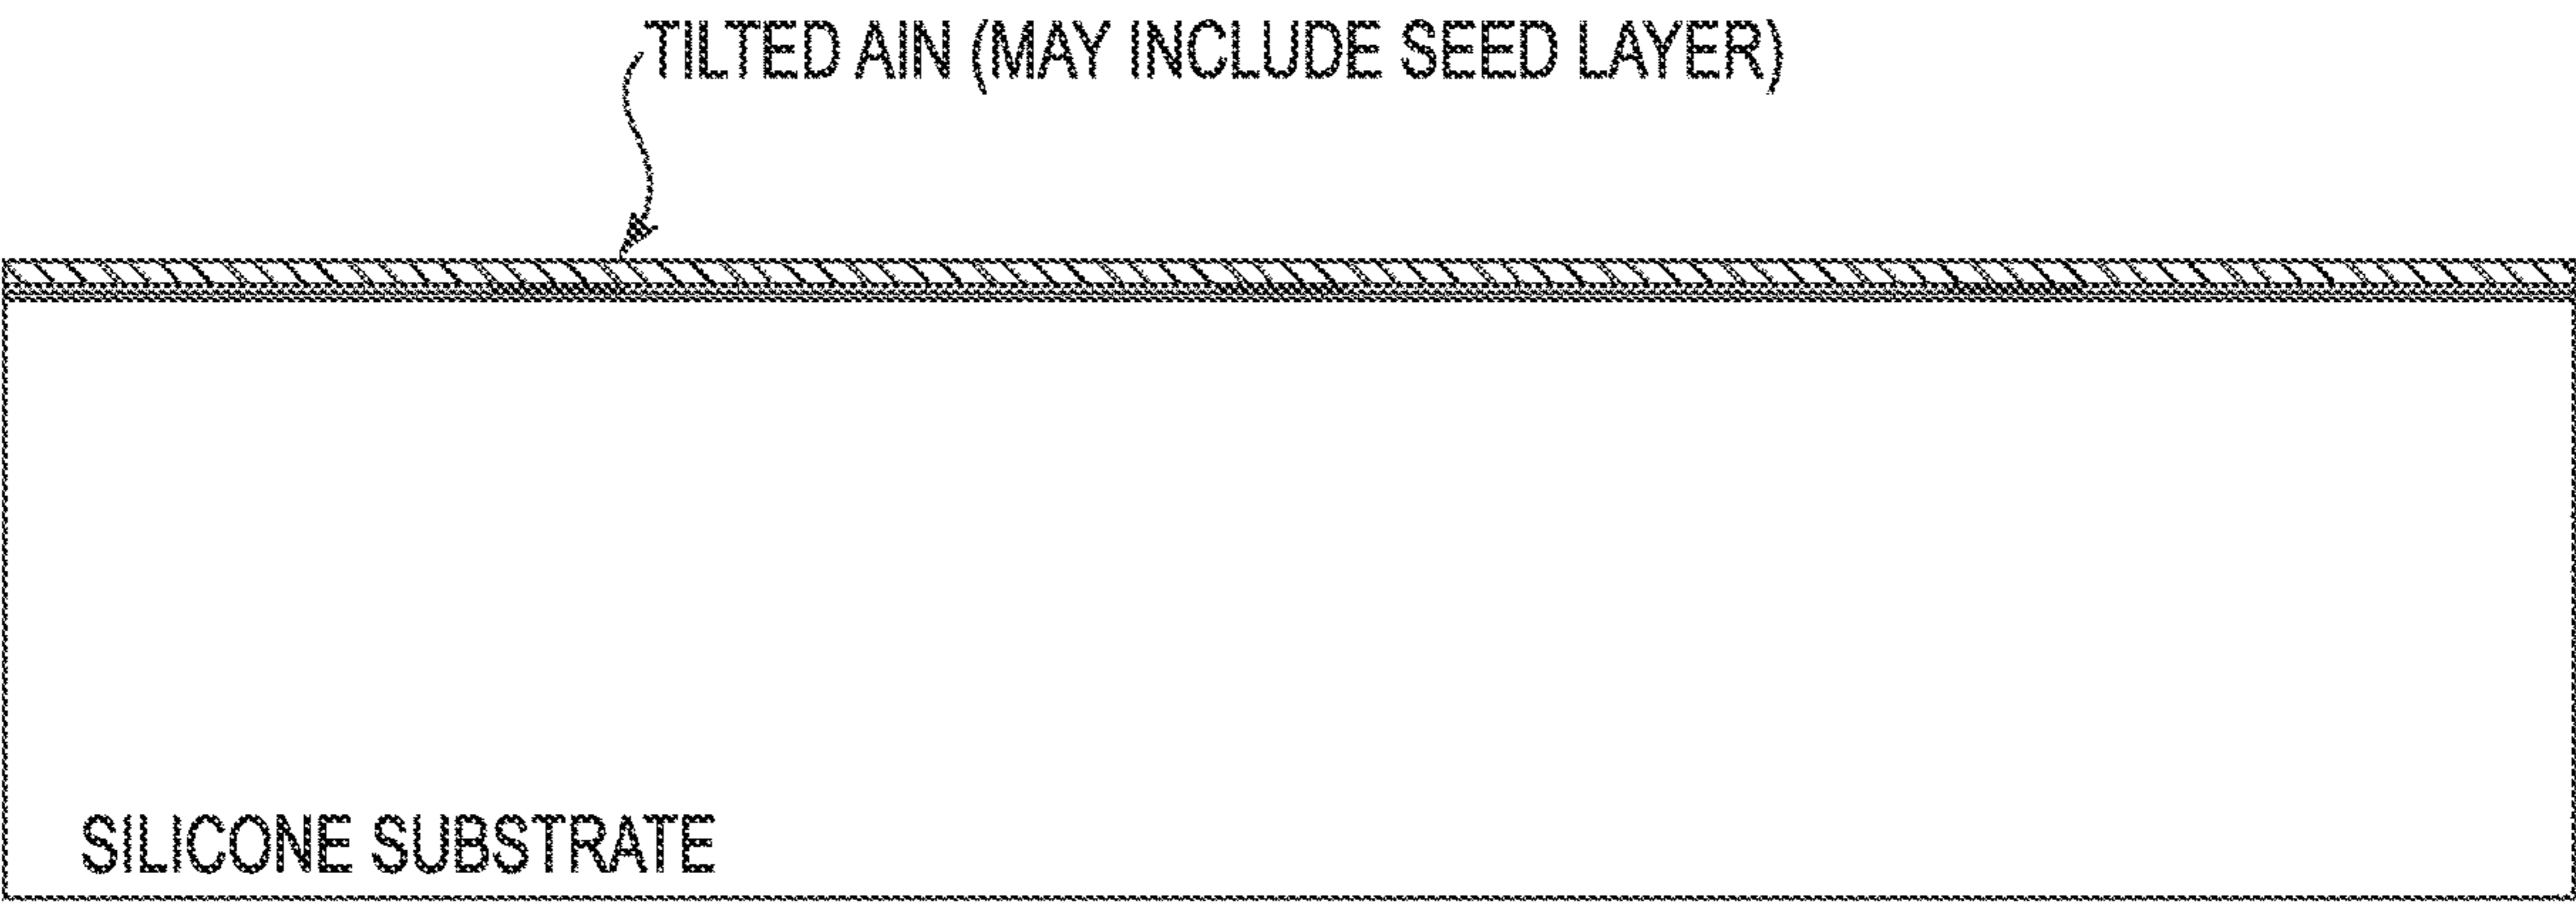 TILTED AIN (MAY INCLUDE SEED LAYER)
SILICONE SUBSTRATE